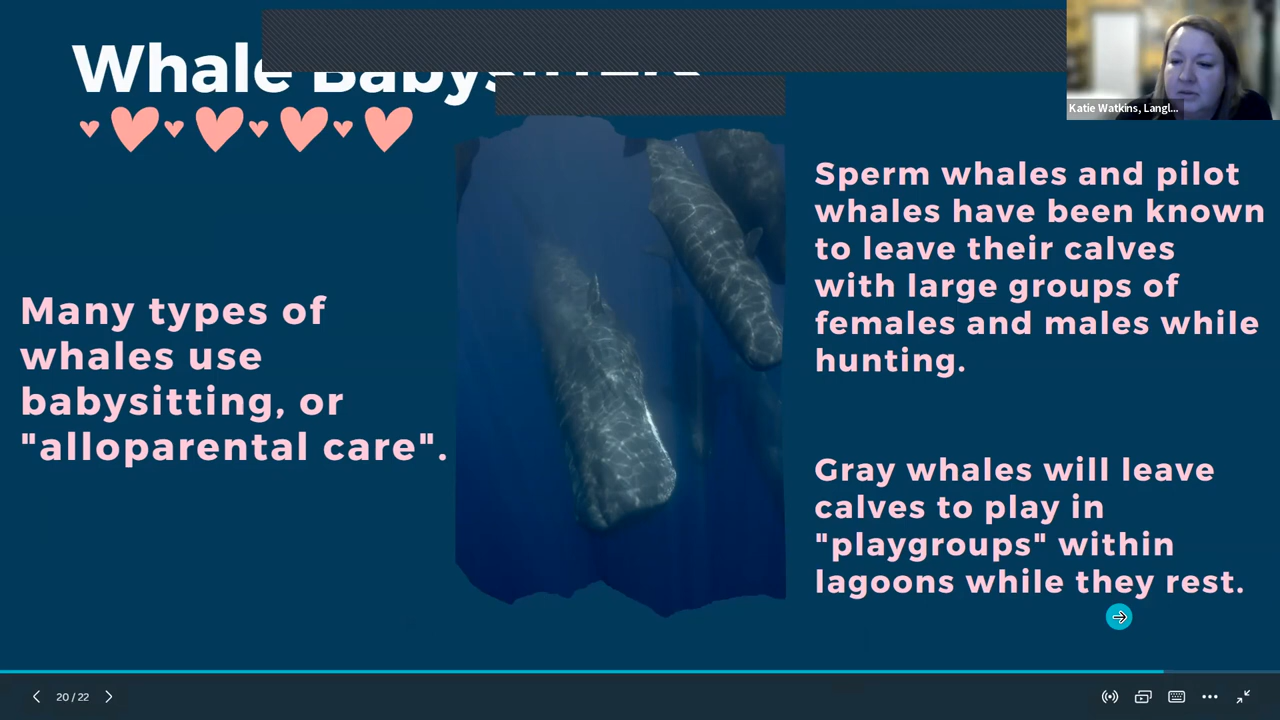 Whale Babysitters
Katie Watkins, Langl...
Many types of
whales use
babysitting, or
"alloparental care".
Sperm whales and pilot
whales have been known
to leave their calves
with large groups of
females and males while
hunting.
Gray whales will leave
calves to play in
"playgroups" within
lagoons while they rest.
20 / 22